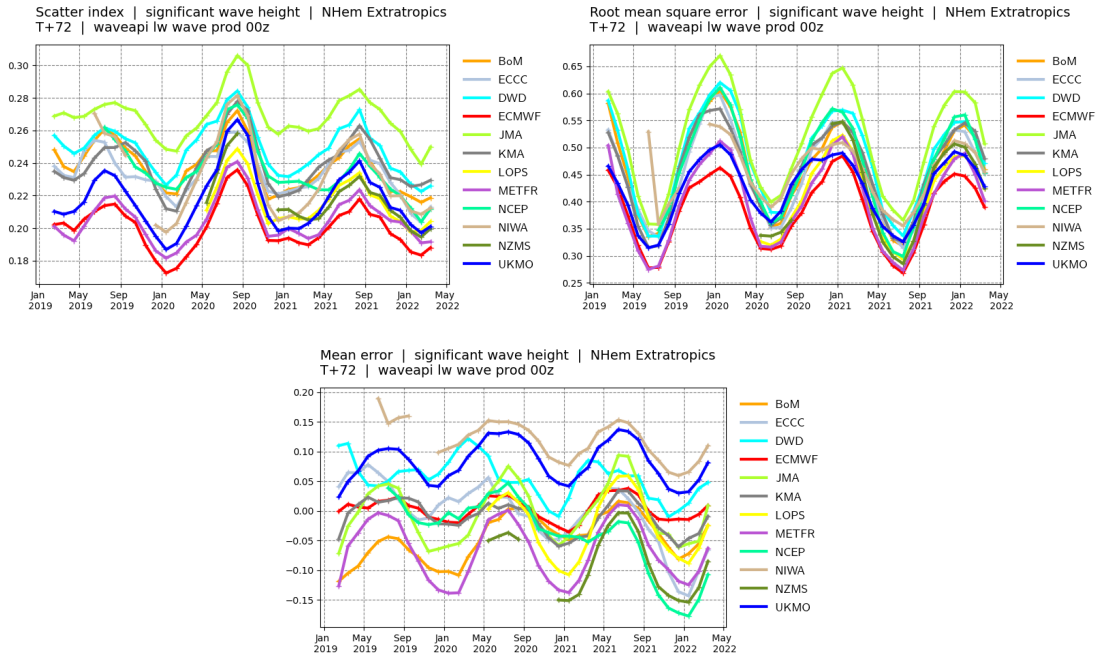 Scatter index | significant wave height | NHem Extratropics
T+72 | waveapi lw wave prod 00z
0.30
0.28
0.26
0.24
0.22
0.20
0.18
Jan 2019
May 2019
Sep 2019
Jan 2020
May 2020
Sep 2020
Jan 2021
May 2021
Sep 2021
Jan 2022
May 2022
BoM
ECCC
DWD
ECMWF
JMA
KMA
LOPS
METFR
NCEP
NIWA
NZMS
UKMO
Root mean square error | significant wave height | NHem Extratropics
T+72 | waveapi lw wave prod 00z
0.65
0.60
0.55
0.50
0.45
0.40
0.35
0.30
0.25
Jan 2019
May 2019
Sep 2019
Jan 2020
May 2020
Sep 2020
Jan 2021
May 2021
Sep 2021
Jan 2022
May 2022
BoM
ECCC
DWD
ECMWF
JMA
KMA
LOPS
METFR
NCEP
NIWA
NZMS
UKMO
Mean error | significant wave height | NHem Extratropics
T+72 | waveapi lw wave prod 00z
0.20
0.15
0.10
0.05
0.00
−0.05
−0.10
−0.15
Jan 2019
May 2019
Sep 2019
Jan 2020
May 2020
Sep 2020
Jan 2021
May 2021
Sep 2021
Jan 2022
May 2022
BoM
ECCC
DWD
ECMWF
JMA
KMA
LOPS
METFR
NCEP
NIWA
NZMS
UKMO